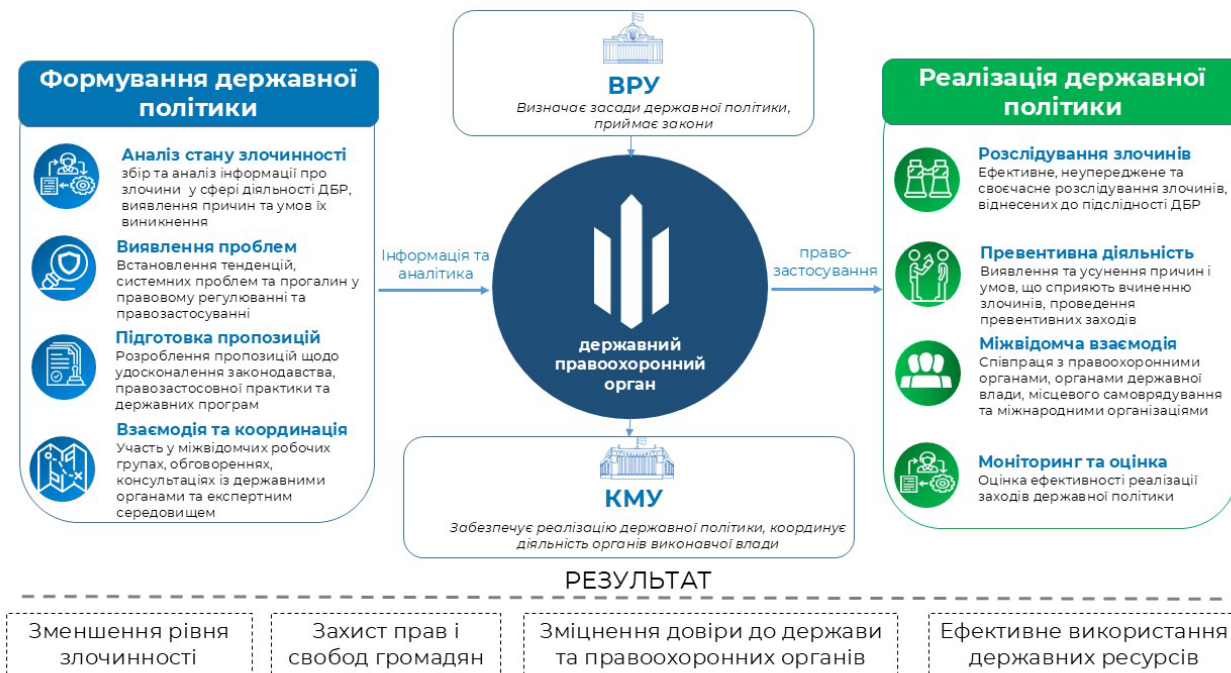 Формування державної
політики
Аналіз стану злочинності
збір та аналіз інформації про
злочини у сфері діяльності ДБР,
виявлення причин та умов їх
виникнення
Виявлення проблем
Встановлення тенденцій,
системних проблем та прогалин у
правовому регулюванні та
правозастосуванні
Підготовка пропозицій
Розроблення пропозицій щодо
удосконалення законодавства,
правозастосовної практики та
державних програм
Взаємодія та координація
Участь у міжвідомчих робочих
групах, обговореннях,
консультаціях із державними
органами та експертним
середовищем
Інформація та
аналітика
ВРУ
Визначає засади державної політики,
приймає закони
державний
правоохоронний
орган
КМУ
Забезпечує реалізацію державної політики, координує
діяльність органів виконавчої влади
право-
застосування
Реалізація державної
політики
Розслідування злочинів
Ефективне, неупереджене та
своєчасне розслідування злочинів,
віднесених до підслідності ДБР
Превентивна діяльність
Виявлення та усунення причин і
умов, що сприяють вчиненню
злочинів, проведення
превентивних заходів
Міжвідомча взаємодія
Співпраця з правоохоронними
органами, органами державної
влади, місцевого самоврядування
та міжнародними організаціями
Моніторинг та оцінка
Оцінка ефективності реалізації
заходів державної політики
РЕЗУЛЬТАТ
Зменшення рівня
злочинності
Захист прав і
свобод громадян
Зміцнення довіри до держави
та правоохоронних органів
Ефективне використання
державних ресурсів